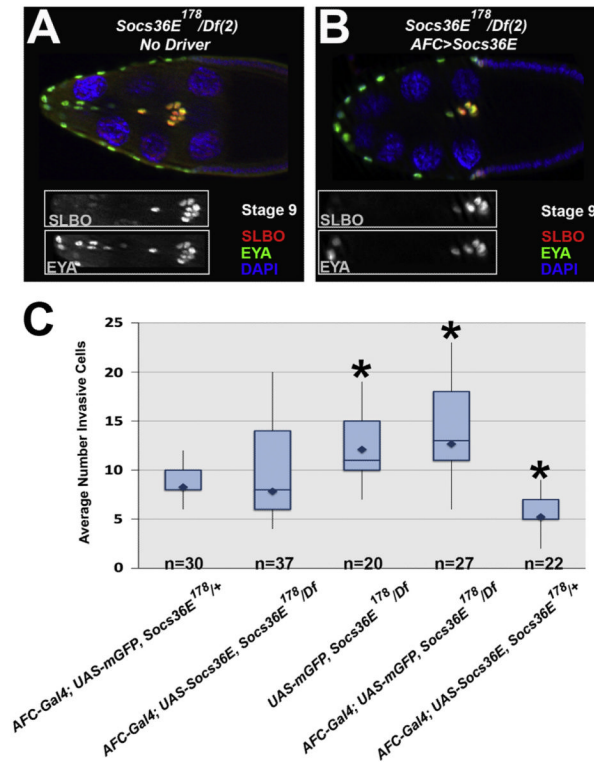 A
Socs36E178/Df(2)
No Driver
SLBO
EYA
Stage 9
SLBO
EYA
DAPI
B
Socs36E178/Df(2)
AFC>Socs36E
SLBO
EYA
Stage 9
SLBO
EYA
DAPI
C
Average Number Invasive Cells
25
20
15
10
5
0
*
*
*
n=30
n=37
n=20
n=27
n=22
AFC-Gal4; UAS-mGFP, Socs36E178/+
AFC-Gal4; UAS-Socs36E, Socs36E178/Df
UAS-mGFP, Socs36E178/Df
AFC-Gal4; UAS-mGFP, Socs36E178/Df
AFC-Gal4; UAS-Socs36E, Socs36E178/+